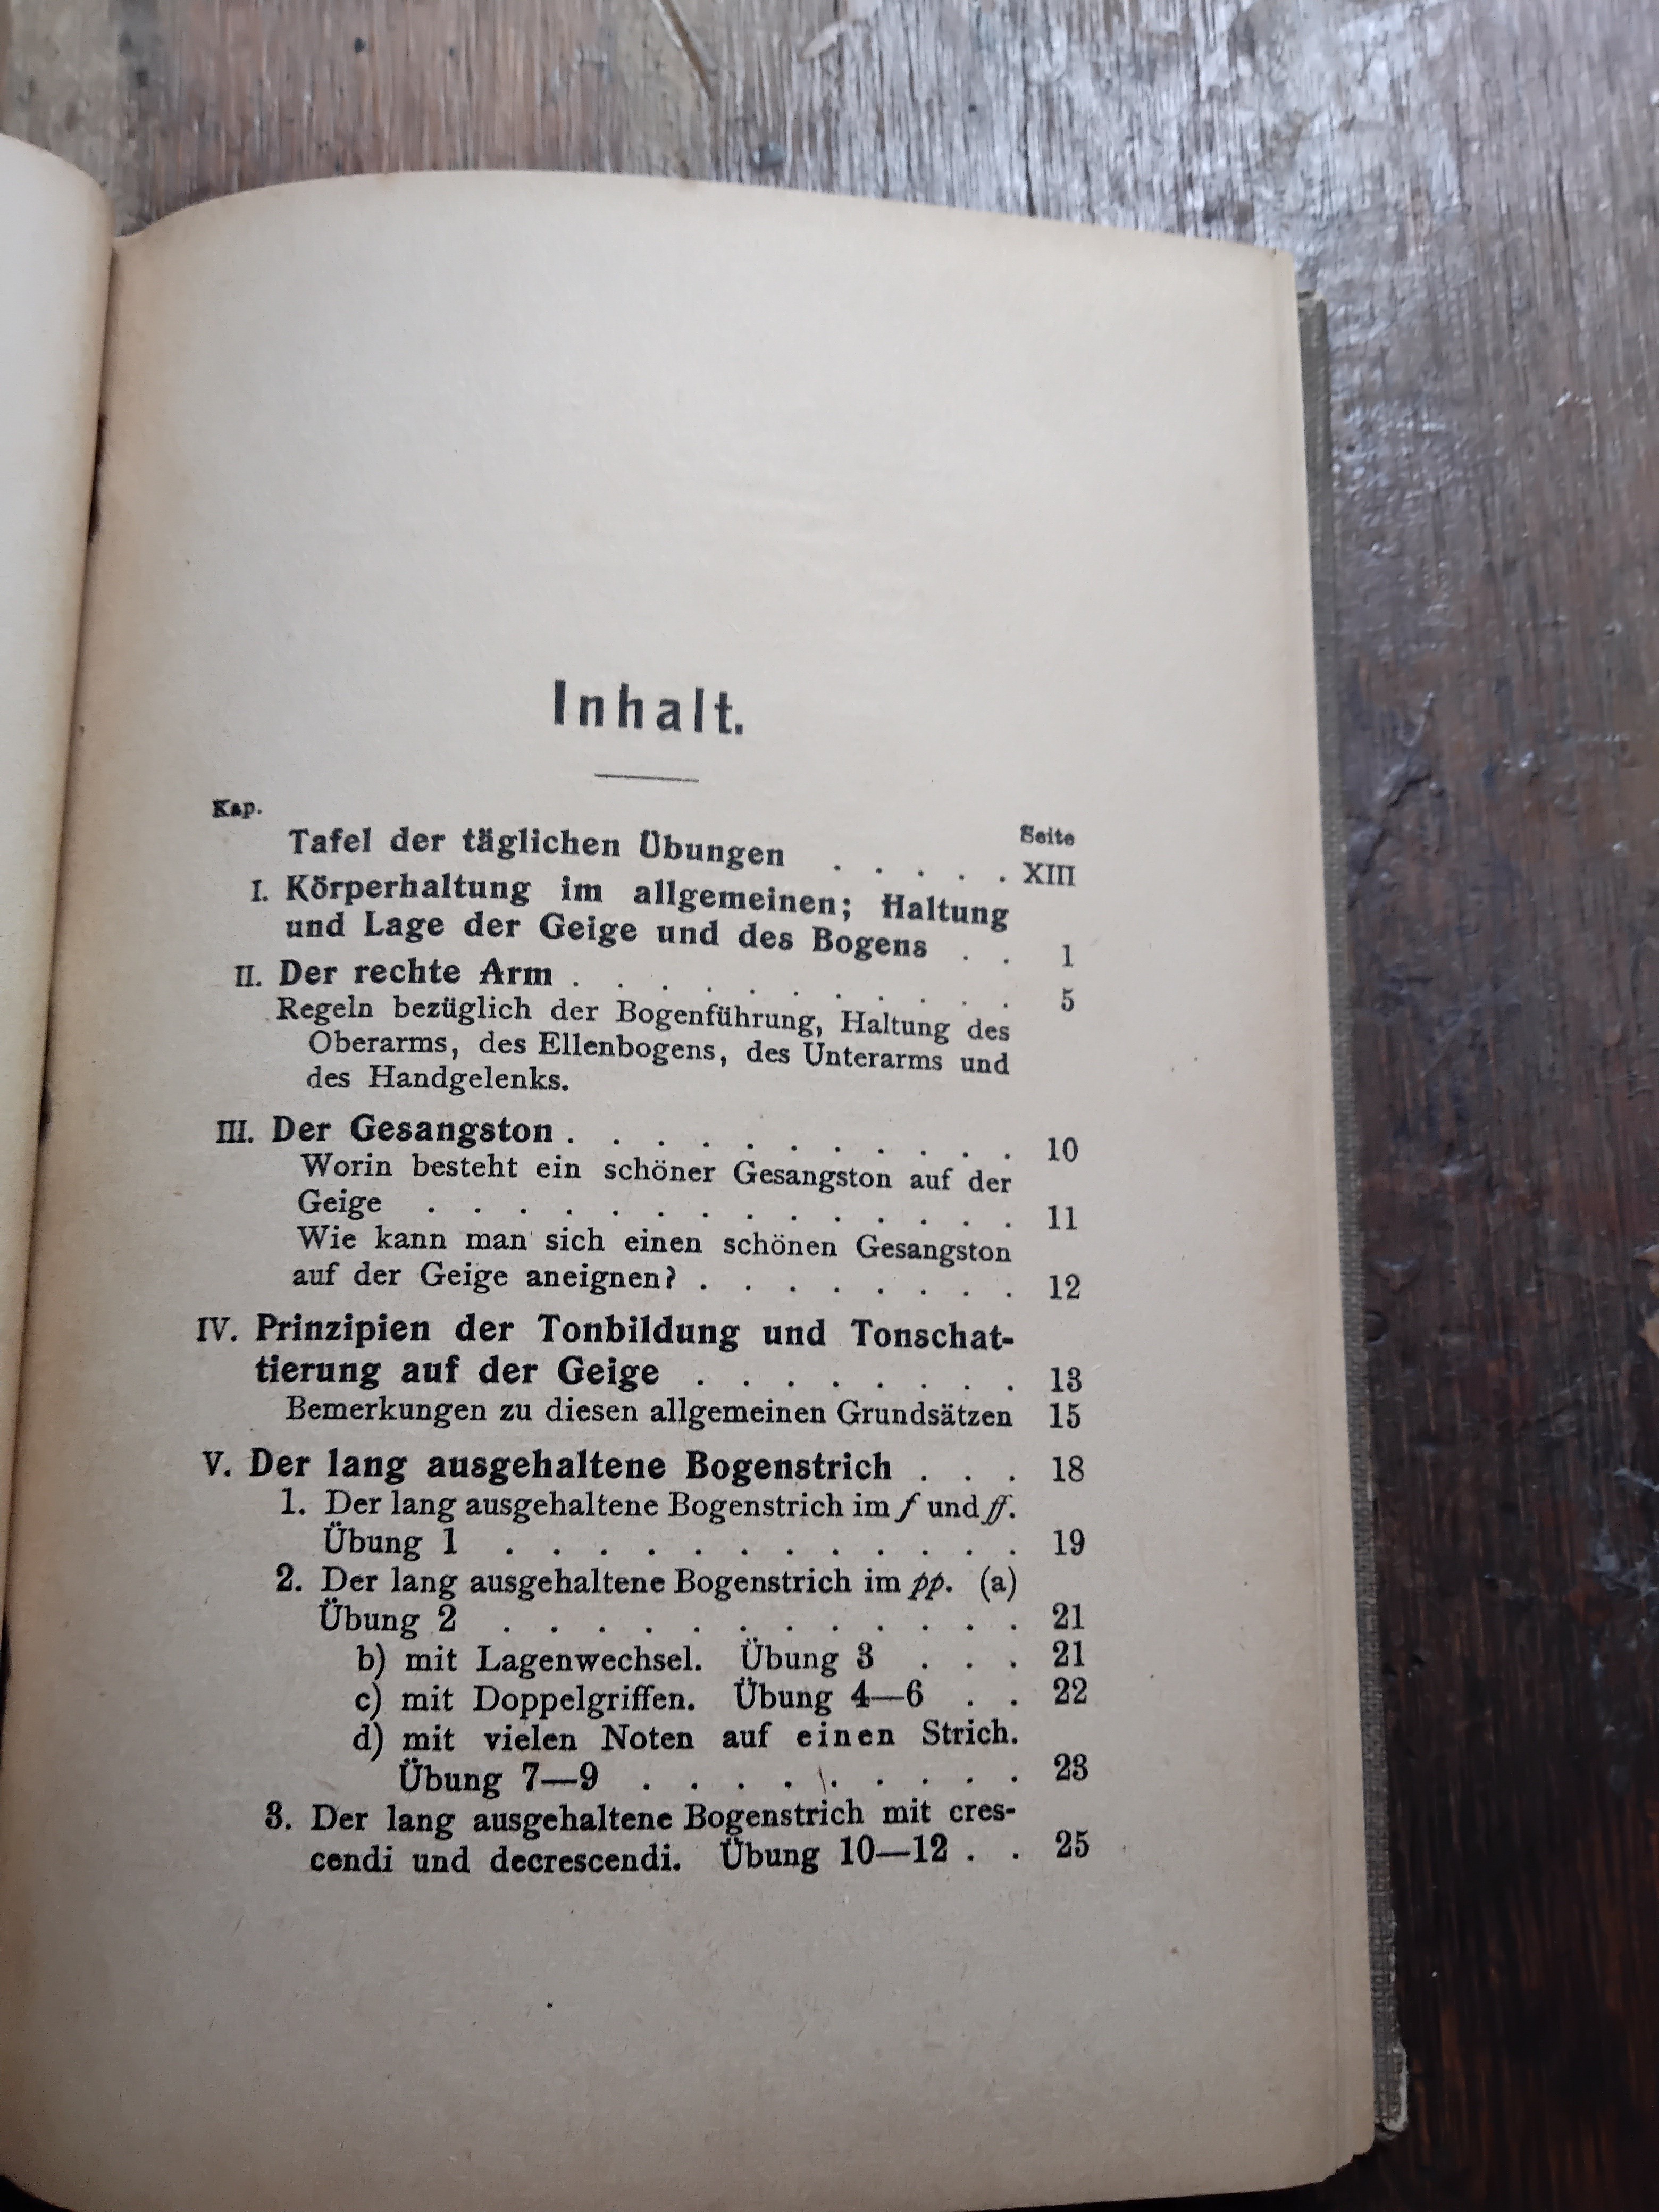 Inhalt.
Kap.
Seite
Tafel der täglichen Übungen . . . . . XIII
I. Körperhaltung im allgemeinen; Haltung
und Lage der Geige und des Bogens . . 1
II. Der rechte Arm . . . . . . . . . . . 5
Regeln bezüglich der Bogenführung, Haltung des
Oberarms, des Ellenbogens, des Unterarms und
des Handgelenks.
III. Der Gesangston . . . . . . . . . . . 10
Worin besteht ein schöner Gesangston auf der
Geige . . . . . . . . . . . . . . 11
Wie kann man sich einen schönen Gesangston
auf der Geige aneignen? . . . . . . . . 12
IV. Prinzipien der Tonbildung und Tonschat-
tierung auf der Geige . . . . . . . . 13
Bemerkungen zu diesen allgemeinen Grundsätzen 15
V. Der lang ausgehaltene Bogenstrich . . . 18
1. Der lang ausgehaltene Bogenstrich im f und ff.
Übung 1 . . . . . . . . . . . . 19
2. Der lang ausgehaltene Bogenstrich im pp. (a)
Übung 2 . . . . . . . . . . . . 21
b) mit Lagenwechsel. Übung 3 . . . 21
c) mit Doppelgriffen. Übung 4—6 . . 22
d) mit vielen Noten auf einen Strich.
Übung 7—9 . . . . . . . . . 23
3. Der lang ausgehaltene Bogenstrich mit cres-
cendi und decrescendi. Übung 10—12 . . 25